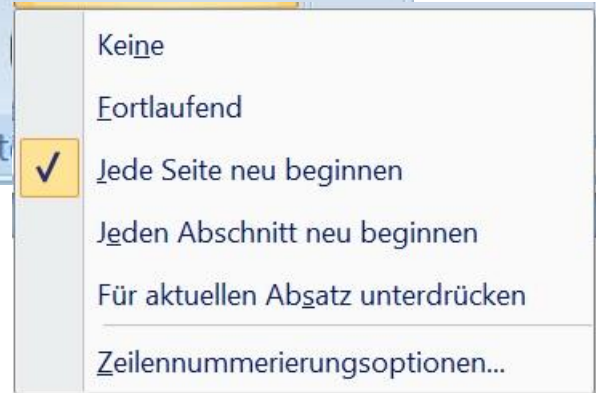 Keine
Fortlaufend
Jede Seite neu beginnen
Jeden Abschnitt neu beginnen
Für aktuellen Absatz unterdrücken
Zeilennummerierungsoptionen...